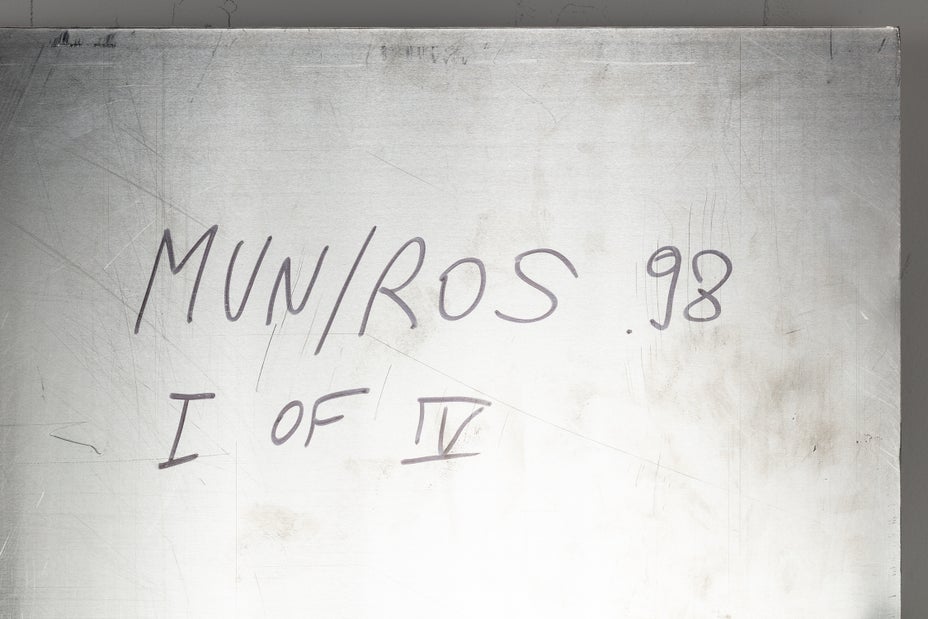 MUN/ROS .98
I OF IV